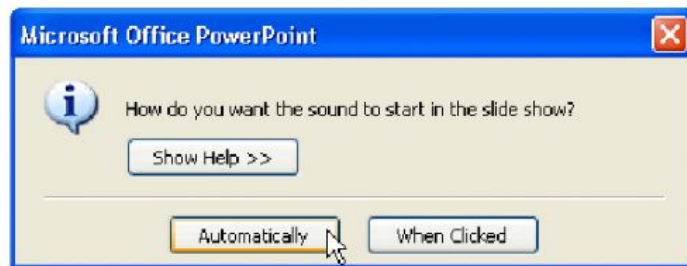 Microsoft Office PowerPoint
How do you want the sound to start in the slide show?
Show Help >>
Automatically When Clicked